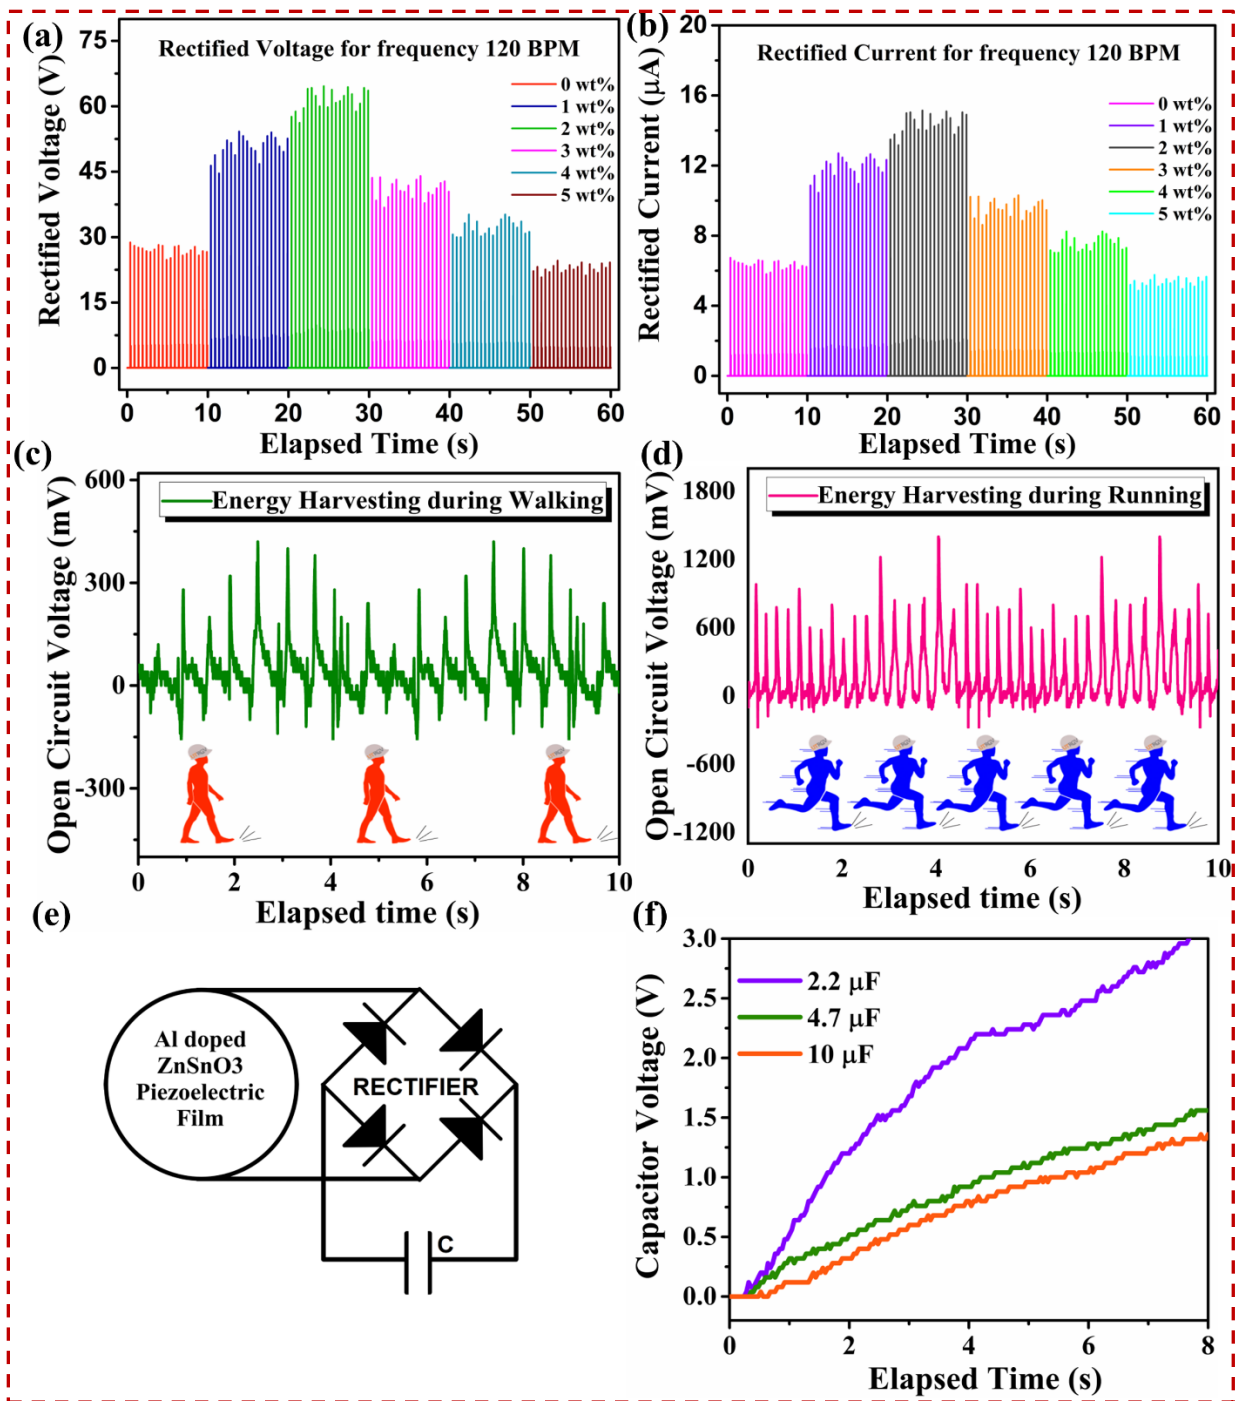 (a)
Rectified Voltage for frequency 120 BPM
0 wt%
1 wt%
2 wt%
3 wt%
4 wt%
5 wt%
Rectified Voltage (V)
75
60
45
30
15
0
0 10 20 30 40 50 60
Elapsed Time (s)
(b)
Rectified Current for frequency 120 BPM
0 wt%
1 wt%
2 wt%
3 wt%
4 wt%
5 wt%
Rectified Current (µA)
20
16
12
8
4
0
0 10 20 30 40 50 60
Elapsed Time (s)
(c)
Energy Harvesting during Walking
Open Circuit Voltage (mV)
600
300
0
-300
0 2 4 6 8 10
Elapsed time (s)
(d)
Energy Harvesting during Running
Open Circuit Voltage (mV)
1800
1200
600
0
-600
-1200
0 2 4 6 8 10
Elapsed time (s)
(e)
Al doped
ZnSnO3
Piezoelectric
Film
RECTIFIER
C
(f)
2.2 µF
4.7 µF
10 µF
Capacitor Voltage (V)
3.0
2.5
2.0
1.5
1.0
0.5
0.0
0 2 4 6 8
Elapsed Time (s)